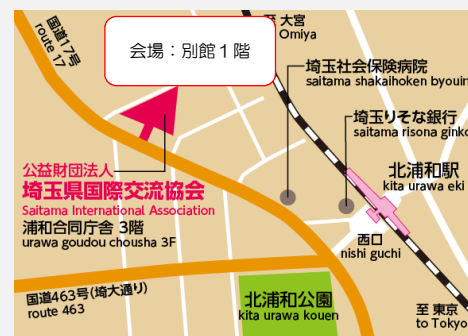 国道17号
route 17
会場：別館１階
至 大宮
Omiya
埼玉社会保険病院
saitama shakaihoken byouin
埼玉りそな銀行
saitama risona ginko
北浦和駅
kita urawa eki
公益財団法人
埼玉県国際交流協会
Saitama International Association
浦和合同庁舎 3階
urawa goudou chousha 3F
西口
nishi guchi
国道463号(埼大通り)
route 463
北浦和公園
kita urawa kouen
至 東京
to Tokyo